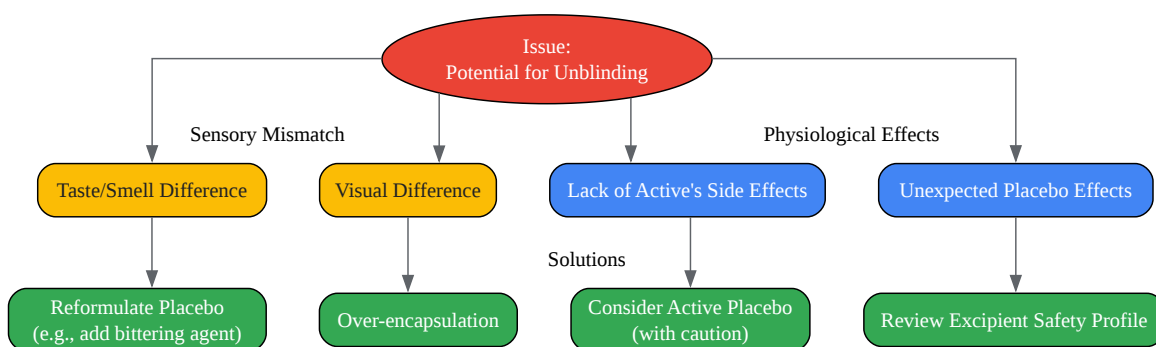 Issue:
Potential for Unblinding
Sensory Mismatch
Physiological Effects
Taste/Smell Difference
Visual Difference
Lack of Active's Side Effects
Unexpected Placebo Effects
Solutions
Reformulate Placebo
(e.g., add bittering agent)
Over-encapsulation
Consider Active Placebo
(with caution)
Review Excipient Safety Profile